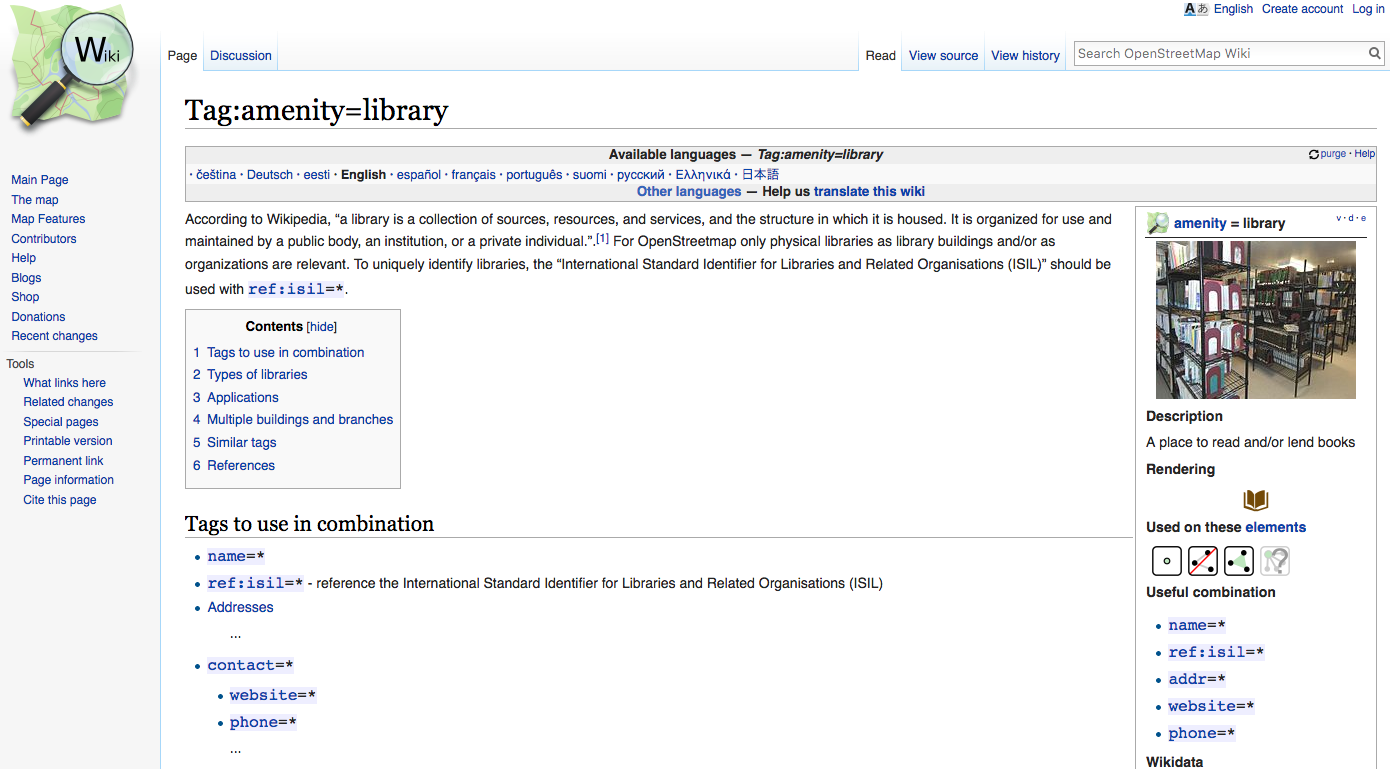 Wiki
English Create account Log in
Page Discussion Read View source View history Search OpenStreetMap Wiki
Main Page
The map
Map Features
Contributors
Help
Blogs
Shop
Donations
Recent changes
Tools
What links here
Related changes
Special pages
Printable version
Permanent link
Page information
Cite this page
Tag:amenity=library
Available languages — Tag:amenity=library
purge · Help
· čeština · Deutsch · eesti · English · español · français · português · suomi · русский · Ελληνικά · 日本語
Other languages — Help us translate this wiki
According to Wikipedia, “a library is a collection of sources, resources, and services, and the structure in which it is housed. It is organized for use and
maintained by a public body, an institution, or a private individual.”.[1] For OpenStreetmap only physical libraries as library buildings and/or as
organizations are relevant. To uniquely identify libraries, the “International Standard Identifier for Libraries and Related Organisations (ISIL)” should be
used with ref:isil=*.
Contents [hide]
1 Tags to use in combination
2 Types of libraries
3 Applications
4 Multiple buildings and branches
5 Similar tags
6 References
Tags to use in combination
• name=*
• ref:isil=* - reference the International Standard Identifier for Libraries and Related Organisations (ISIL)
• Addresses
...
• contact=*
• website=*
• phone=*
...
amenity = library
v · d · e
Description
A place to read and/or lend books
Rendering
Used on these elements
Useful combination
• name=*
• ref:isil=*
• addr=*
• website=*
• phone=*
Wikidata